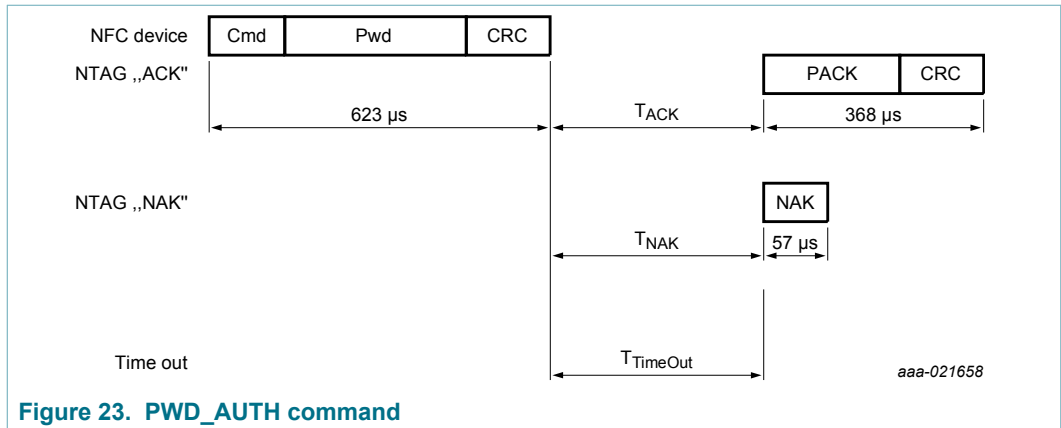 NFC device Cmd Pwd CRC
NTAG ,,ACK" PACK CRC
623 µs TACK 368 µs
NTAG ,,NAK" NAK
TNAK 57 µs
Time out TTimeOut aaa-021658
Figure 23. PWD_AUTH command